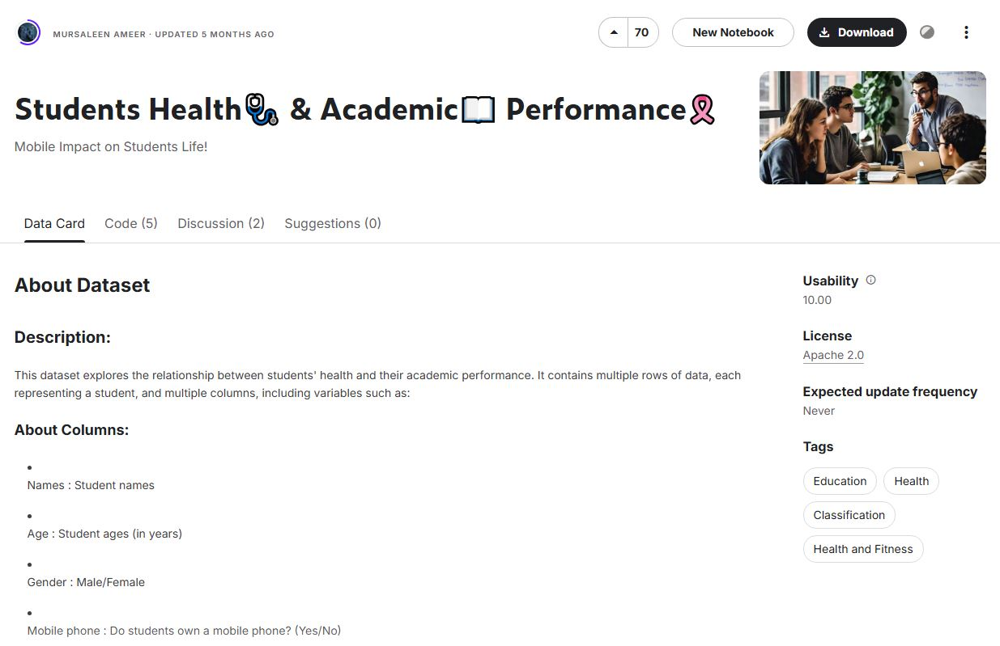 MURSALEEN AMEER · UPDATED 5 MONTHS AGO
70
New Notebook
Download
Students Health🩺 & Academic📖 Performance🎗
Mobile Impact on Students Life!
Data Card
Code (5)
Discussion (2)
Suggestions (0)
About Dataset
Description:
This dataset explores the relationship between students' health and their academic performance. It contains multiple rows of data, each
representing a student, and multiple columns, including variables such as:
About Columns:
•
Names : Student names
•
Age : Student ages (in years)
•
Gender : Male/Female
•
Mobile phone : Do students own a mobile phone? (Yes/No)
Usability
10.00
License
Apache 2.0
Expected update frequency
Never
Tags
Education
Health
Classification
Health and Fitness